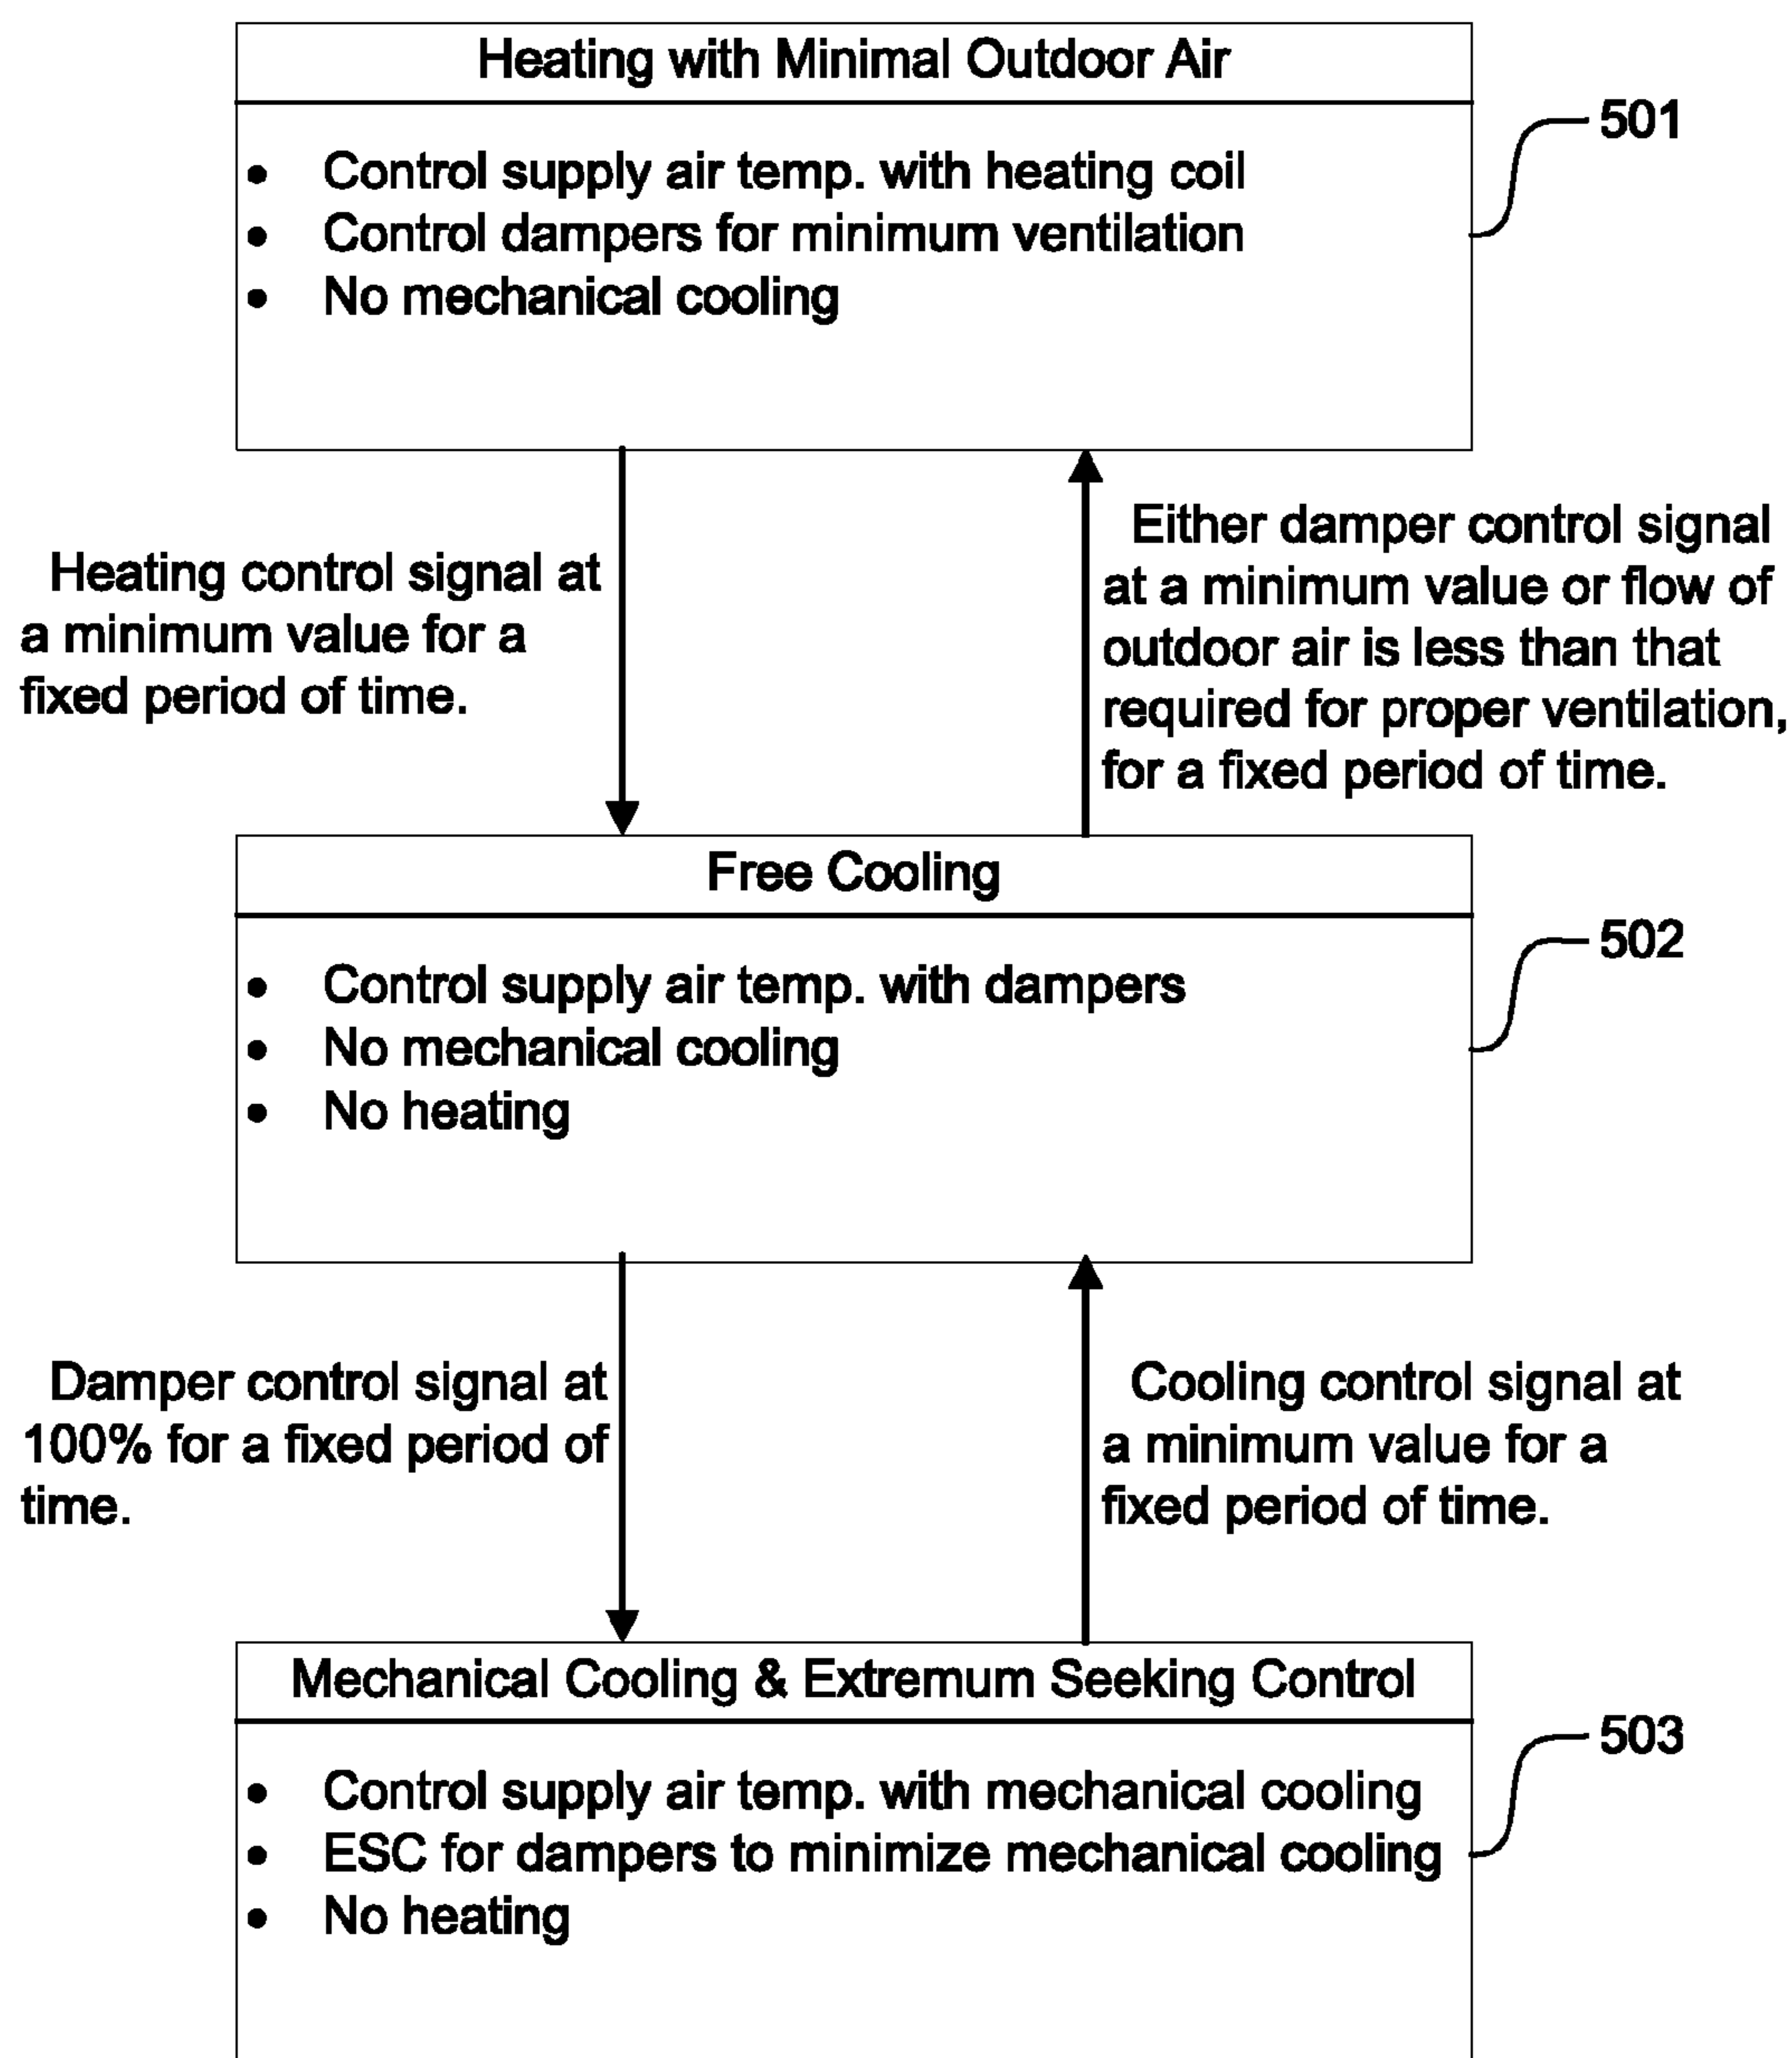 Heating with Minimal Outdoor Air
501
• Control supply air temp. with heating coil
• Control dampers for minimum ventilation
• No mechanical cooling
Heating control signal at
a minimum value for a
fixed period of time.
Either damper control signal
at a minimum value or flow of
outdoor air is less than that
required for proper ventilation,
for a fixed period of time.
Free Cooling
502
• Control supply air temp. with dampers
• No mechanical cooling
• No heating
Damper control signal at
100% for a fixed period of
time.
Cooling control signal at
a minimum value for a
fixed period of time.
Mechanical Cooling & Extremum Seeking Control
503
• Control supply air temp. with mechanical cooling
• ESC for dampers to minimize mechanical cooling
• No heating